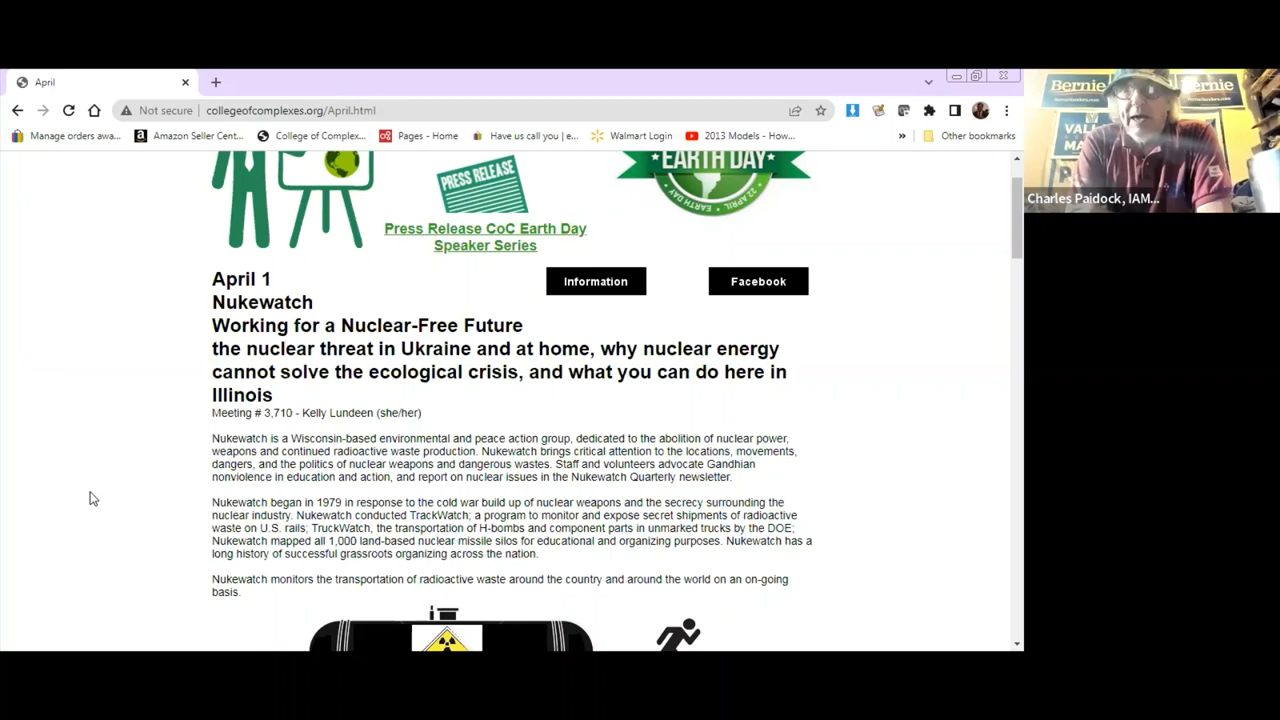 April
Not secure collegeofcomplexes.org/April.html
Manage orders awa...
Amazon Seller Cent...
College of Complex...
Pages - Home
Have us call you | e...
Walmart Login
2013 Models - How...
»
Other bookmarks
Bernie
Bernie
Charles Paidock, IAM...
PRESS RELEASE
EARTH DAY
22 APRIL EARTH DAY
Press Release CoC Earth Day
Speaker Series
April 1
Information
Facebook
Nukewatch
Working for a Nuclear-Free Future
the nuclear threat in Ukraine and at home, why nuclear energy
cannot solve the ecological crisis, and what you can do here in
Illinois
Meeting # 3,710 - Kelly Lundeen (she/her)
Nukewatch is a Wisconsin-based environmental and peace action group, dedicated to the abolition of nuclear power,
weapons and continued radioactive waste production. Nukewatch brings critical attention to the locations, movements,
dangers, and the politics of nuclear weapons and dangerous wastes. Staff and volunteers advocate Gandhian
nonviolence in education and action, and report on nuclear issues in the Nukewatch Quarterly newsletter.
Nukewatch began in 1979 in response to the cold war build up of nuclear weapons and the secrecy surrounding the
nuclear industry. Nukewatch conducted TrackWatch; a program to monitor and expose secret shipments of radioactive
waste on U.S. rails; TruckWatch, the transportation of H-bombs and component parts in unmarked trucks by the DOE;
Nukewatch mapped all 1,000 land-based nuclear missile silos for educational and organizing purposes. Nukewatch has a
long history of successful grassroots organizing across the nation.
Nukewatch monitors the transportation of radioactive waste around the country and around the world on an on-going
basis.